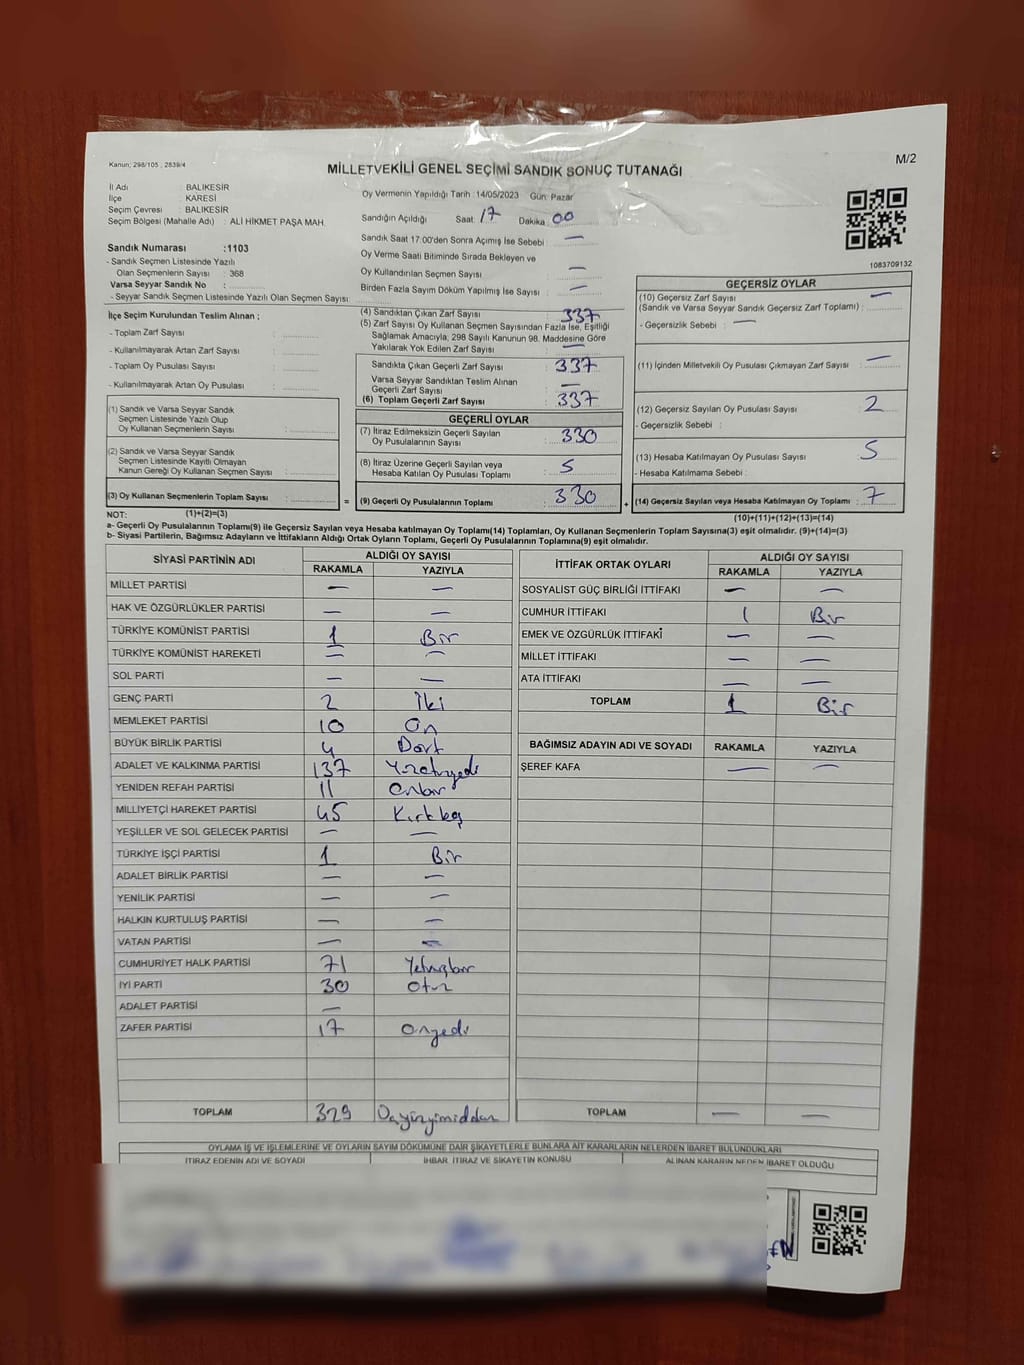 Kanun; 298/105 , 2839/4
M/2
MİLLETVEKİLİ GENEL SEÇİMİ SANDIK SONUÇ TUTANAĞI
İl Adı BALIKESİR
İlçe KARESİ
Seçim Çevresi : BALIKESİR
Seçim Bölgesi (Mahalle Adı) : ALİ HİKMET PAŞA MAH.
Sandık Numarası :1103
- Sandık Seçmen Listesinde Yazılı
Olan Seçmenlerin Sayısı : 368
Varsa Seyyar Sandık No :
- Seyyar Sandık Seçmen Listesinde Yazılı Olan Seçmen Sayısı:
Oy Vermenin Yapıldığı Tarih :14/05/2023 Gün: Pazar
Sandığın Açıldığı Saat: 17 Dakika 00
Sandık Saat 17:00'den Sonra Açımış İse Sebebi : —
Oy Verme Saati Bitiminde Sırada Bekleyen ve
Oy Kullandırılan Seçmen Sayısı : —
Birden Fazla Sayım Döküm Yapılmış İse Sayısı : —
1083709132
İlçe Seçim Kurulundan Teslim Alınan ;
- Toplam Zarf Sayısı :
- Kullanılmayarak Artan Zarf Sayısı :
- Toplam Oy Pusulası Sayısı :
- Kullanılmayarak Artan Oy Pusulası :
(4) Sandıktan Çıkan Zarf Sayısı : 337
(5) Zarf Sayısı Oy Kullanan Seçmen Sayısından Fazla İse, Eşitliği
Sağlamak Amacıyla; 298 Sayılı Kanunun 98. Maddesine Göre
Yakılarak Yok Edilen Zarf Sayısı : —
Sandıkta Çıkan Geçerli Zarf Sayısı : 337
Varsa Seyyar Sandıktan Teslim Alınan
Geçerli Zarf Sayısı : —
(6) Toplam Geçerli Zarf Sayısı : 337
GEÇERSİZ OYLAR
(10) Geçersiz Zarf Sayısı —
(Sandık ve Varsa Seyyar Sandık Geçersiz Zarf Toplamı) :
- Geçersizlik Sebebi : —
(11) İçinden Milletvekili Oy Pusulası Çıkmayan Zarf Sayısı : —
(12) Geçersiz Sayılan Oy Pusulası Sayısı : 2
- Geçersizlik Sebebi :
(13) Hesaba Katılmayan Oy Pusulası Sayısı : 5
- Hesaba Katılmama Sebebi :
(14) Geçersiz Sayılan veya Hesaba Katılmayan Oy Toplamı : 7
(10)+(11)+(12)+(13)=(14)
(1) Sandık ve Varsa Seyyar Sandık
Seçmen Listesinde Yazılı Olup
Oy Kullanan Seçmenlerin Sayısı :
(2) Sandık ve Varsa Seyyar Sandık
Seçmen Listesinde Kayıtlı Olmayan
Kanun Gereği Oy Kullanan Seçmen Sayısı :
(3) Oy Kullanan Seçmenlerin Toplam Sayısı :
(1)+(2)=(3)
=
GEÇERLİ OYLAR
(7) İtiraz Edilmeksizin Geçerli Sayılan
Oy Pusulalarının Sayısı : 330
(8) İtiraz Üzerine Geçerli Sayılan veya
Hesaba Katılan Oy Pusulası Toplamı : 5
(9) Geçerli Oy Pusulalarının Toplamı : 330
+
NOT:
a- Geçerli Oy Pusulalarının Toplamı(9) ile Geçersiz Sayılan veya Hesaba katılmayan Oy Toplamı(14) Toplamları, Oy Kullanan Seçmenlerin Toplam Sayısına(3) eşit olmalıdır. (9)+(14)=(3)
b- Siyasi Partilerin, Bağımsız Adayların ve İttifakların Aldığı Ortak Oyların Toplamı, Geçerli Oy Pusulalarının Toplamına(9) eşit olmalıdır.
SİYASİ PARTİNİN ADI ALDIĞI OY SAYISI
RAKAMLA YAZIYLA
MİLLET PARTİSİ — —
HAK VE ÖZGÜRLÜKLER PARTİSİ — —
TÜRKİYE KOMÜNİST PARTİSİ 1 Bir
TÜRKİYE KOMÜNİST HAREKETİ — —
SOL PARTİ — —
GENÇ PARTİ 2 İki
MEMLEKET PARTİSİ 10 On
BÜYÜK BİRLİK PARTİSİ 4 Dört
ADALET VE KALKINMA PARTİSİ 137
YENİDEN REFAH PARTİSİ 11 Onbir
MİLLİYETÇİ HAREKET PARTİSİ 45 Kırkbeş
YEŞİLLER VE SOL GELECEK PARTİSİ — —
TÜRKİYE İŞÇİ PARTİSİ 1 Bir
ADALET BİRLİK PARTİSİ — —
YENİLİK PARTİSİ — —
HALKIN KURTULUŞ PARTİSİ — —
VATAN PARTİSİ — —
CUMHURİYET HALK PARTİSİ 71 Yetmişbir
İYİ PARTİ 30 Otuz
ADALET PARTİSİ —
ZAFER PARTİSİ 17 Onyedi
TOPLAM 329
İTTİFAK ORTAK OYLARI ALDIĞI OY SAYISI
RAKAMLA YAZIYLA
SOSYALİST GÜÇ BİRLİĞİ İTTİFAKI — —
CUMHUR İTTİFAKI 1 Bir
EMEK VE ÖZGÜRLÜK İTTİFAKI — —
MİLLET İTTİFAKI — —
ATA İTTİFAKI — —
TOPLAM 1 Bir
BAĞIMSIZ ADAYIN ADI VE SOYADI RAKAMLA YAZIYLA
ŞEREF KAFA — —
TOPLAM — —
OYLAMA İŞ VE İŞLEMLERİNE VE OYLARIN SAYIM DÖKÜMÜNE DAİR ŞİKAYETLERLE BUNLARA AİT KARARLARIN NELERDEN İBARET BULUNDUKLARI
İTİRAZ EDENİN ADI VE SOYADI İHBAR, İTİRAZ VE ŞİKAYETİN KONUSU ALINAN KARARIN NEDEN İBARET OLDUĞU